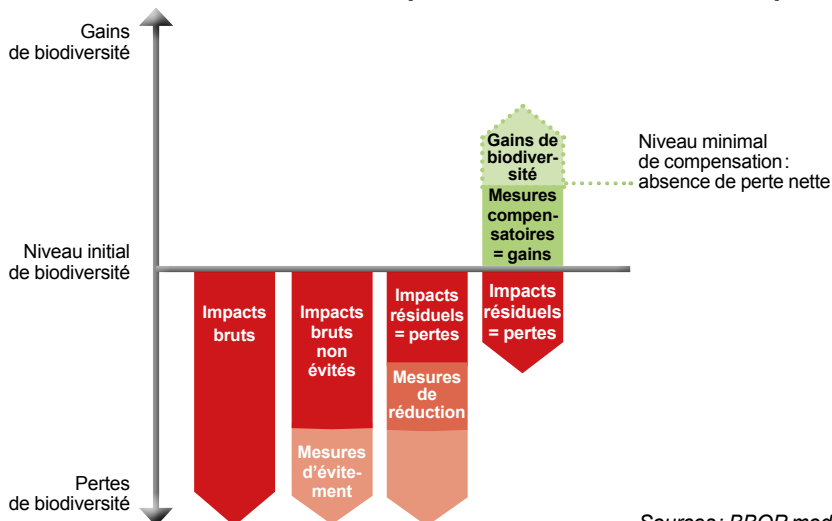 Gains
de biodiversité
Gains de
biodiver-
sité
Niveau minimal
de compensation :
absence de perte nette
Mesures
compen-
satoires
= gains
Niveau initial
de biodiversité
Impacts
bruts
Impacts
bruts
non
évités
Impacts
résiduels
= pertes
Impacts
résiduels
= pertes
Mesures
de
réduction
Mesures
d'évite-
ment
Pertes
de biodiversité
Sources : BBOP